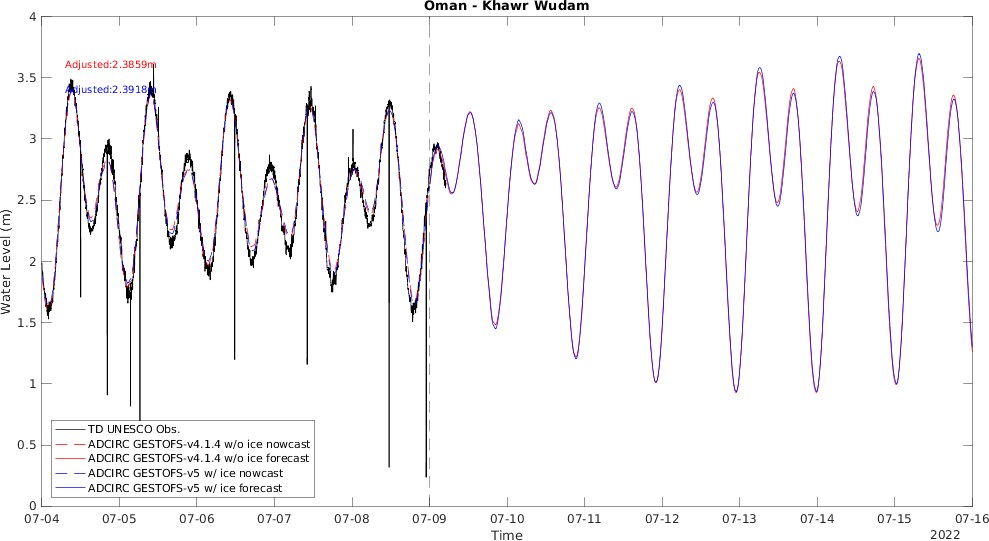 Oman - Khawr Wudam
Water Level (m)
4
3.5
3
2.5
2
1.5
1
0.5
0
Adjusted:2.3859m
Adjusted:2.3918m
TD UNESCO Obs.
ADCIRC GESTOFS-v4.1.4 w/o ice nowcast
ADCIRC GESTOFS-v4.1.4 w/o ice forecast
ADCIRC GESTOFS-v5 w/ ice nowcast
ADCIRC GESTOFS-v5 w/ ice forecast
07-04 07-05 07-06 07-07 07-08 07-09 07-10 07-11 07-12 07-13 07-14 07-15 07-16
Time
2022